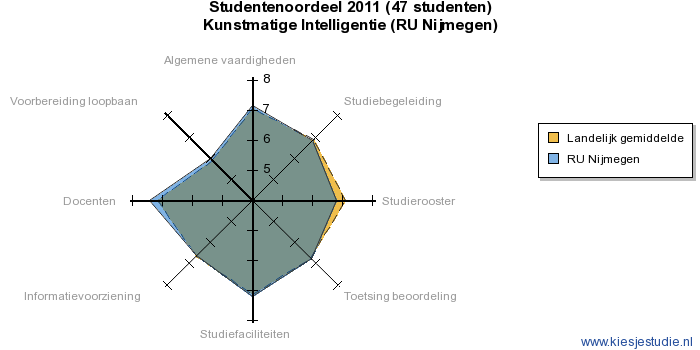 Studentenoordeel 2011 (47 studenten)
Kunstmatige Intelligentie (RU Nijmegen)
Algemene vaardigheden
8
Voorbereiding loopbaan
7
Studiebegeleiding
6
Landelijk gemiddelde
RU Nijmegen
5
Docenten
Studierooster
Informatievoorziening
Toetsing beoordeling
Studiefaciliteiten
www.kiesjestudie.nl